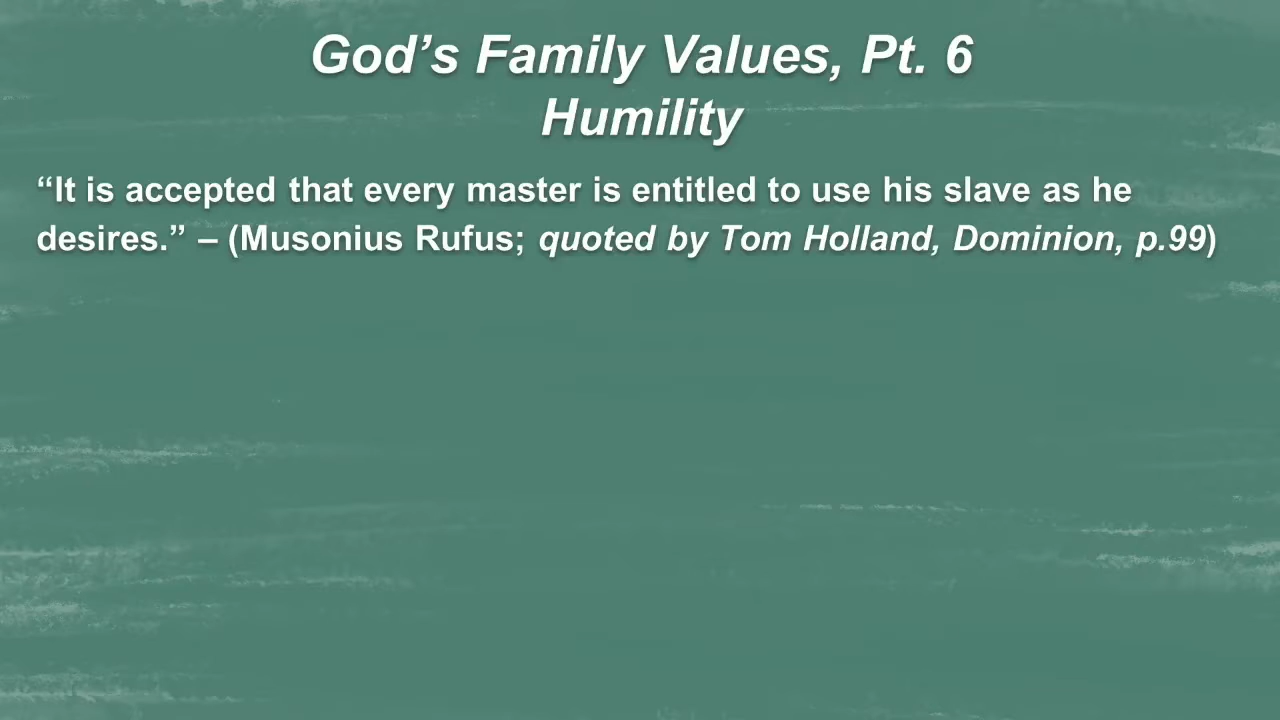 God’s Family Values, Pt. 6
Humility
“It is accepted that every master is entitled to use his slave as he
desires.” – (Musonius Rufus; quoted by Tom Holland, Dominion, p.99)